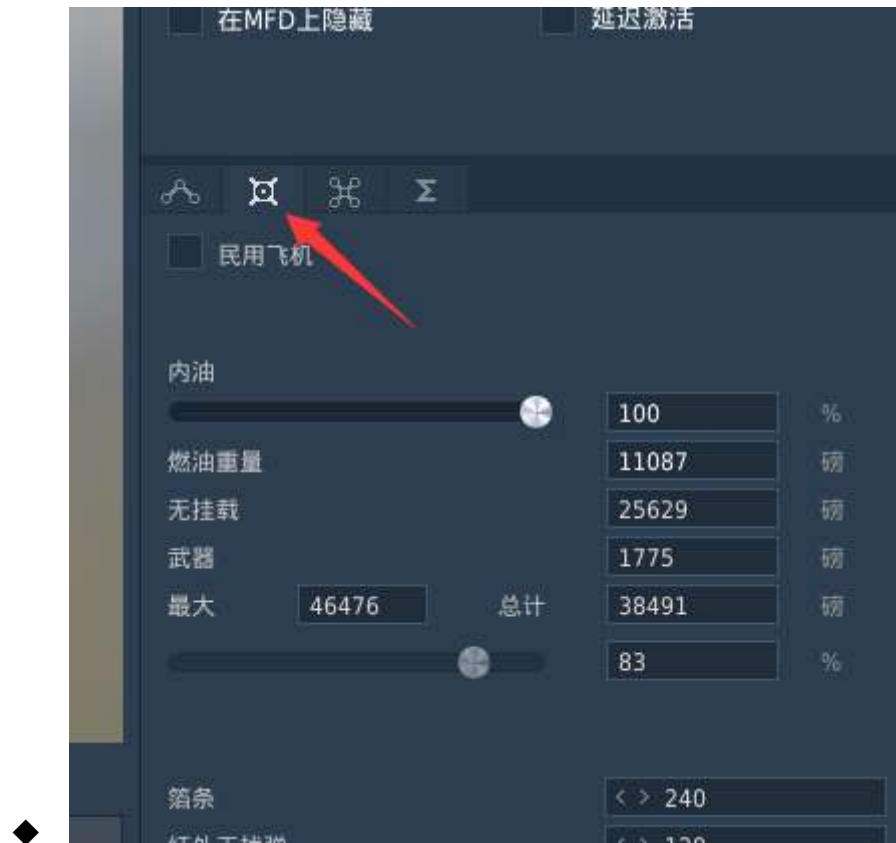 在MFD上隐藏 延迟激活
Σ
民用飞机
内油
100 %
燃油重量 11087 磅
无挂载 25629 磅
武器 1775 磅
最大 46476 总计 38491 磅
83 %
箔条 < > 240